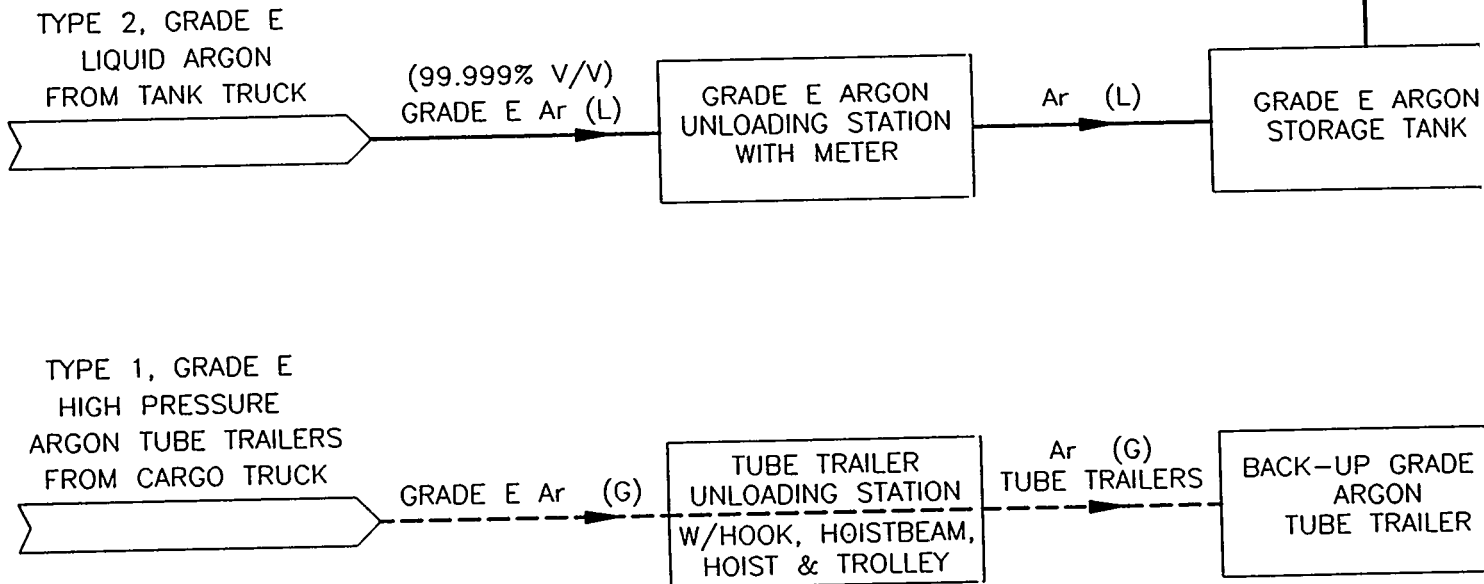 TYPE 2, GRADE E
LIQUID ARGON
FROM TANK TRUCK
(99.999% V/V)
GRADE E Ar (L)
GRADE E ARGON
UNLOADING STATION
WITH METER
Ar (L)
GRADE E ARGON
STORAGE TANK
TYPE 1, GRADE E
HIGH PRESSURE
ARGON TUBE TRAILERS
FROM CARGO TRUCK
GRADE E Ar (G)
TUBE TRAILER
UNLOADING STATION
W/HOOK, HOISTBEAM,
HOIST & TROLLEY
Ar (G)
TUBE TRAILERS
BACK-UP GRADE
ARGON
TUBE TRAILER